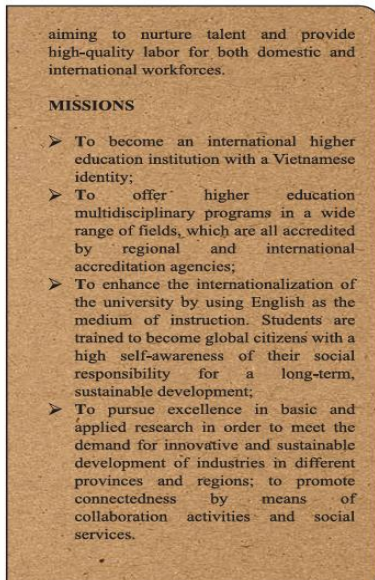 aiming to nurture talent and provide
high-quality labor for both domestic and
international workforces.
MISSIONS
➢ To become an international higher
education institution with a Vietnamese
identity;
➢ To offer higher education
multidisciplinary programs in a wide
range of fields, which are all accredited
by regional and international
accreditation agencies;
➢ To enhance the internationalization of
the university by using English as the
medium of instruction. Students are
trained to become global citizens with a
high self-awareness of their social
responsibility for a long-term,
sustainable development;
➢ To pursue excellence in basic and
applied research in order to meet the
demand for innovative and sustainable
development of industries in different
provinces and regions; to promote
connectedness by means of
collaboration activities and social
services.